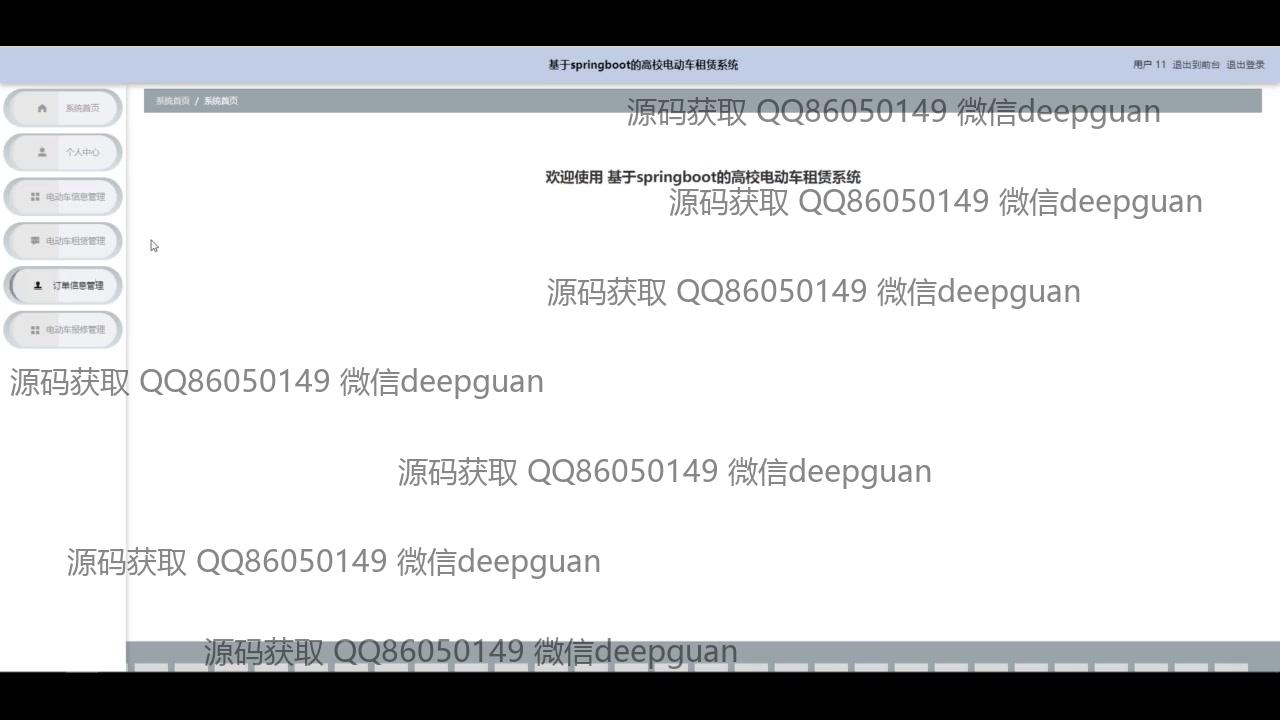 基于springboot的高校电动车租赁系统
用户 11 退出到前台 退出登录
系统首页
系统首页 / 系统首页
源码获取 QQ86050149 微信deepguan
个人中心
欢迎使用 基于springboot的高校电动车租赁系统
电动车信息管理
源码获取 QQ86050149 微信deepguan
电动车租赁管理
订单信息管理
源码获取 QQ86050149 微信deepguan
电动车报修管理
源码获取 QQ86050149 微信deepguan
源码获取 QQ86050149 微信deepguan
源码获取 QQ86050149 微信deepguan
源码获取 QQ86050149 微信deepguan